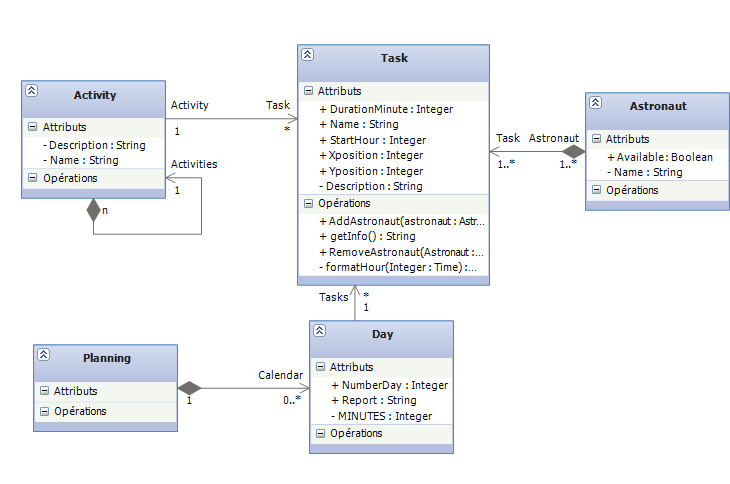 Activity
Attributs
- Description : String
- Name : String
Opérations
Activity
1
Task
*
Activities
1
n
Task
Attributs
+ DurationMinute : Integer
+ Name : String
+ StartHour : Integer
+ Xposition : Integer
+ Yposition : Integer
- Description : String
Opérations
+ AddAstronaut(astronaut : Astr...
+ getInfo() : String
+ RemoveAstronaut(Astronaut :...
- formatHour(Integer : Time) :...
Task
1..*
Astronaut
1..*
Astronaut
Attributs
+ Available : Boolean
- Name : String
Opérations
Tasks
*
1
Planning
Attributs
Opérations
1
Calendar
0..*
Day
Attributs
+ NumberDay : Integer
+ Report : String
- MINUTES : Integer
Opérations